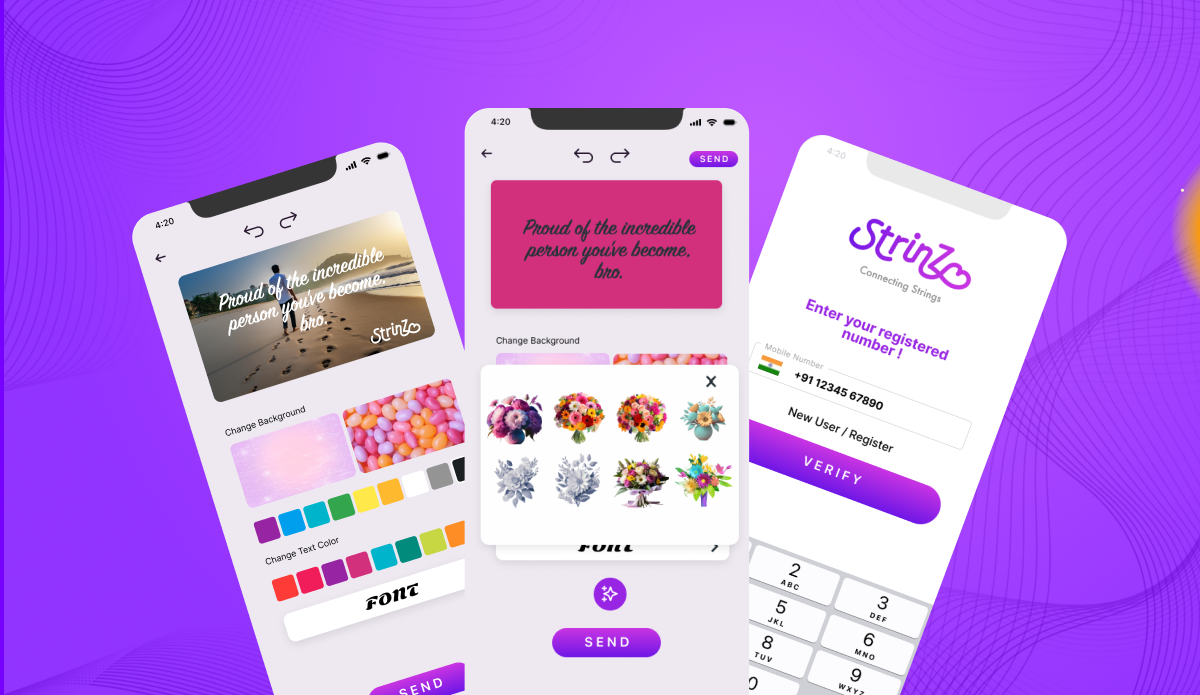 4:20
Proud of the incredible
person you've become,
bro.
StrinZo
Change Background
Change Text Color
FONT
SEND
4:20
SEND
Proud of the incredible
person you've become,
bro.
Change Background
X
FONT
SEND
4:20
StrinZo
Connecting Strings
Enter your registered
number !
Mobile Number
+91 12345 67890
New User / Register
VERIFY
2
ABC
3
DEF
5
JKL
6
MNO
8
TUV
9
WXYZ
0